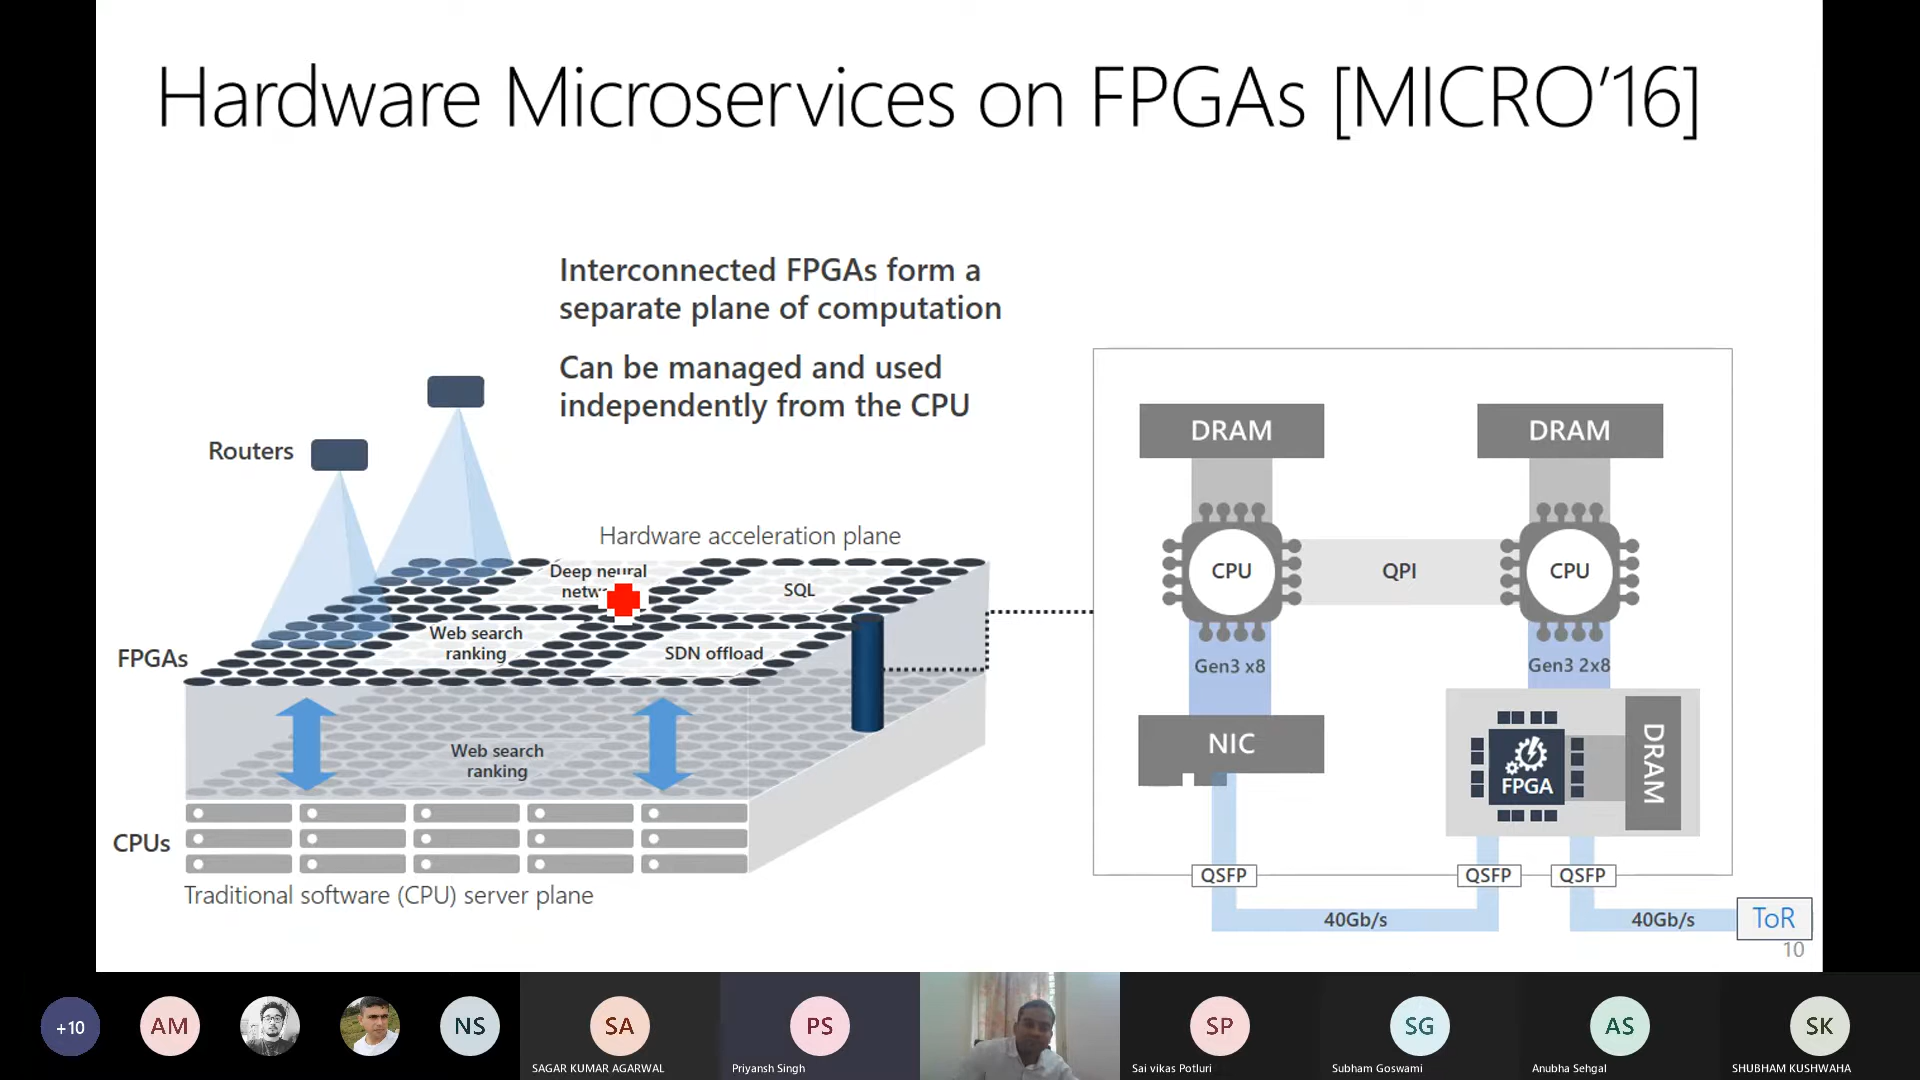 Hardware Microservices on FPGAs [MICRO'16]
Interconnected FPGAs form a
separate plane of computation
Can be managed and used
independently from the CPU
Routers
Hardware acceleration plane
Deep neural
netw
SQL
Web search
ranking
SDN offload
FPGAs
Web search
ranking
CPUs
Traditional software (CPU) server plane
DRAM
DRAM
CPU
QPI
CPU
Gen3 x8
Gen3 2x8
NIC
FPGA
DRAM
QSFP
QSFP
QSFP
40Gb/s
40Gb/s
ToR
10
+10
AM
NS
SA
PS
SP
SG
AS
SK
SAGAR KUMAR AGARWAL
Priyansh Singh
Sai vikas Potluri
Subham Goswami
Anubha Sehgal
SHUBHAM KUSHWAHA